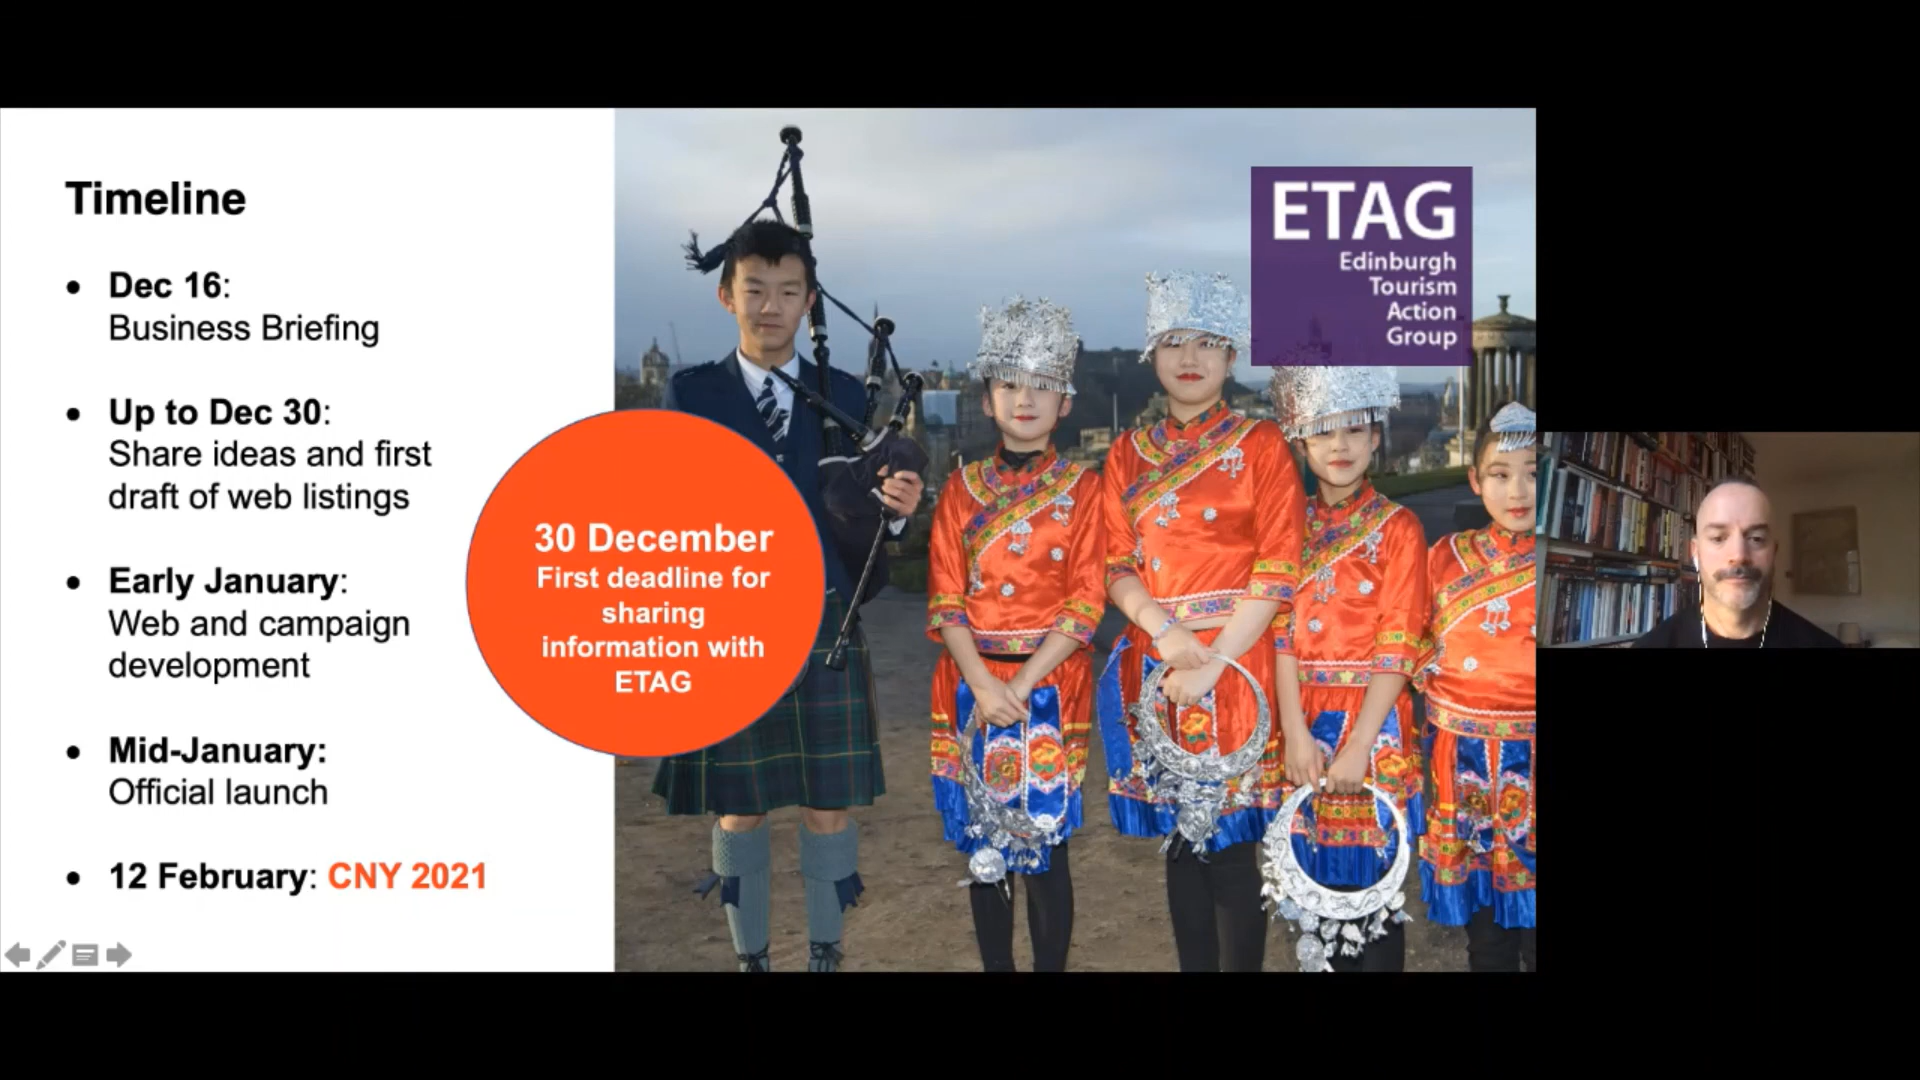 Timeline
• Dec 16:
Business Briefing
• Up to Dec 30:
Share ideas and first
draft of web listings
• Early January:
Web and campaign
development
• Mid-January:
Official launch
• 12 February: CNY 2021
30 December
First deadline for
sharing
information with
ETAG
ETAG
Edinburgh
Tourism
Action
Group